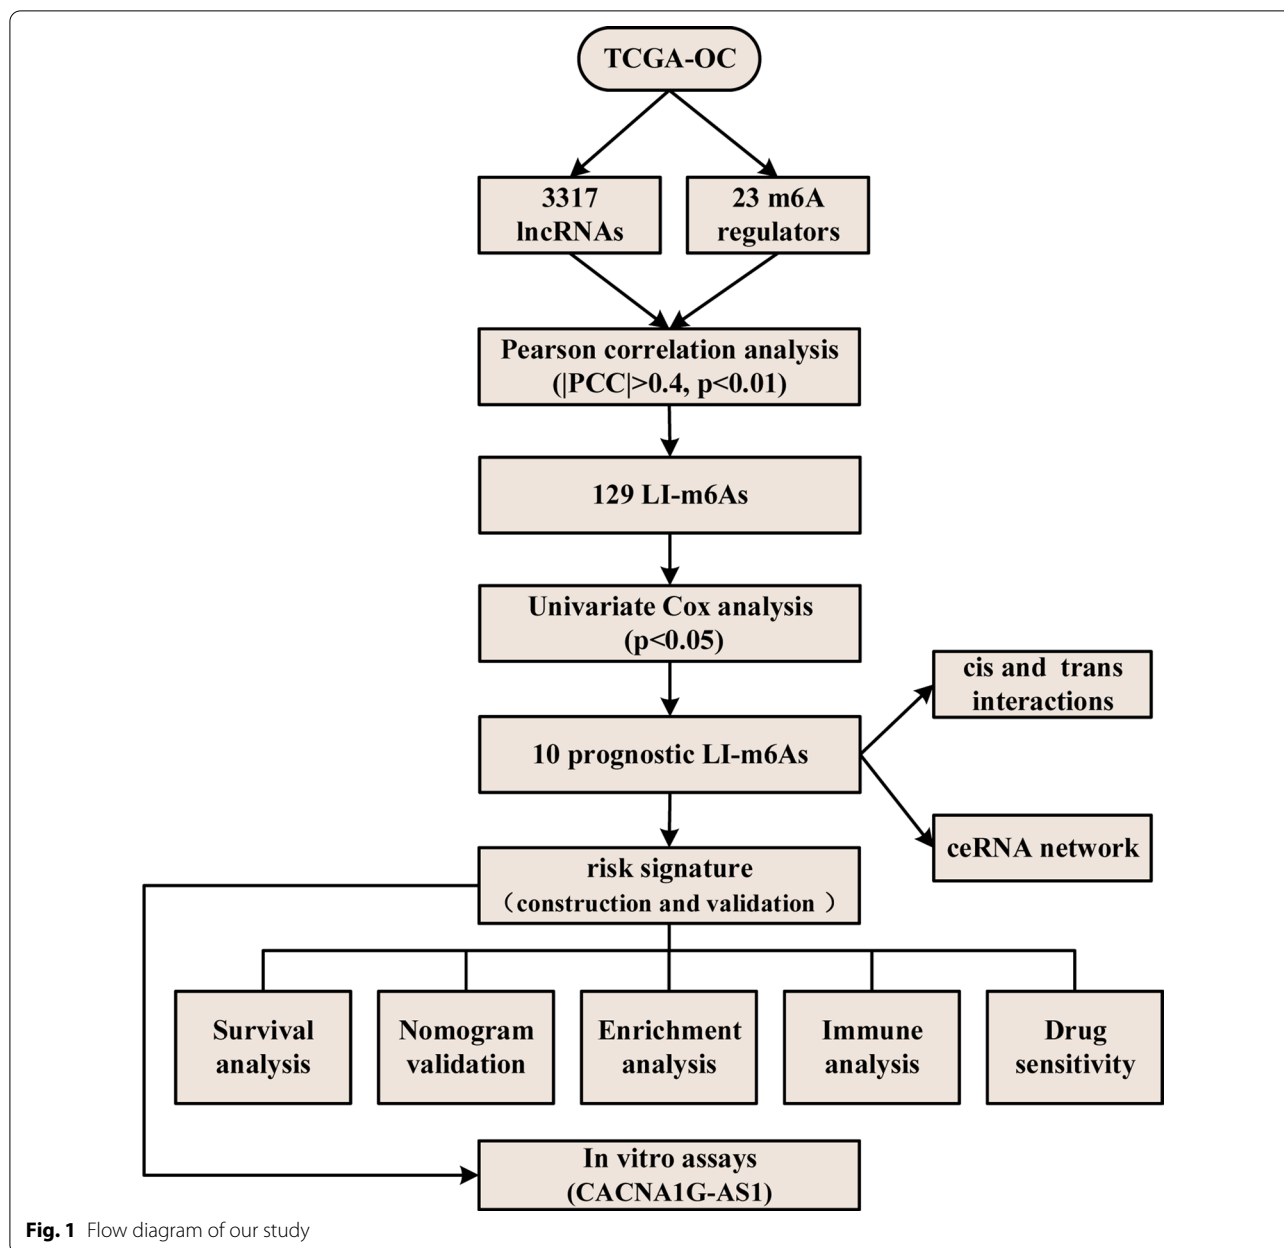 TCGA-OC
3317
lncRNAs
23 m6A
regulators
Pearson correlation analysis
(|PCC|>0.4, p<0.01)
129 LI-m6As
Univariate Cox analysis
(p<0.05)
cis and  trans
interactions
10 prognostic LI-m6As
ceRNA network
risk signature
（construction and validation ）
Survival
analysis
Nomogram
validation
Enrichment
analysis
Immune
analysis
Drug
sensitivity
In vitro assays
(CACNA1G-AS1)
Fig. 1 Flow diagram of our study